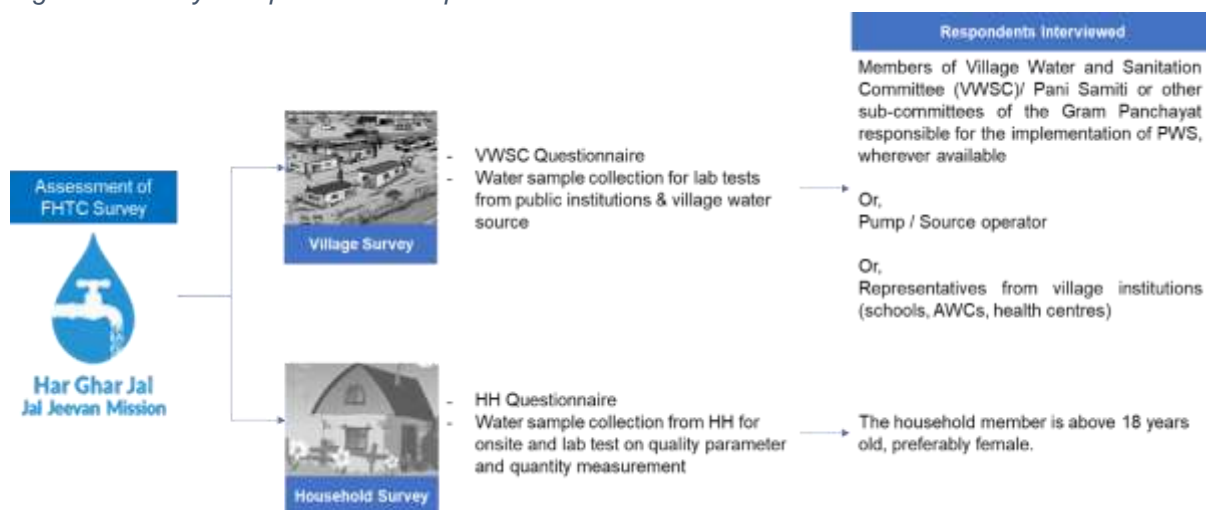 Respondents Interviewed
Members of Village Water and Sanitation
Committee (VWSC)/ Pani Samiti or other
sub-committees of the Gram Panchayat
responsible for the implementation of PWS,
wherever available
Or,
Pump / Source operator
Or,
Representatives from village institutions
(schools, AWCs, health centres)
Assessment of
FHTC Survey
Har Ghar Jal
Jal Jeevan Mission
- VWSC Questionnaire
- Water sample collection for lab tests
from public institutions & village water
source
Village Survey
- HH Questionnaire
- Water sample collection from HH for
onsite and lab test on quality parameter
and quantity measurement
Household Survey
The household member is above 18 years
old, preferably female.